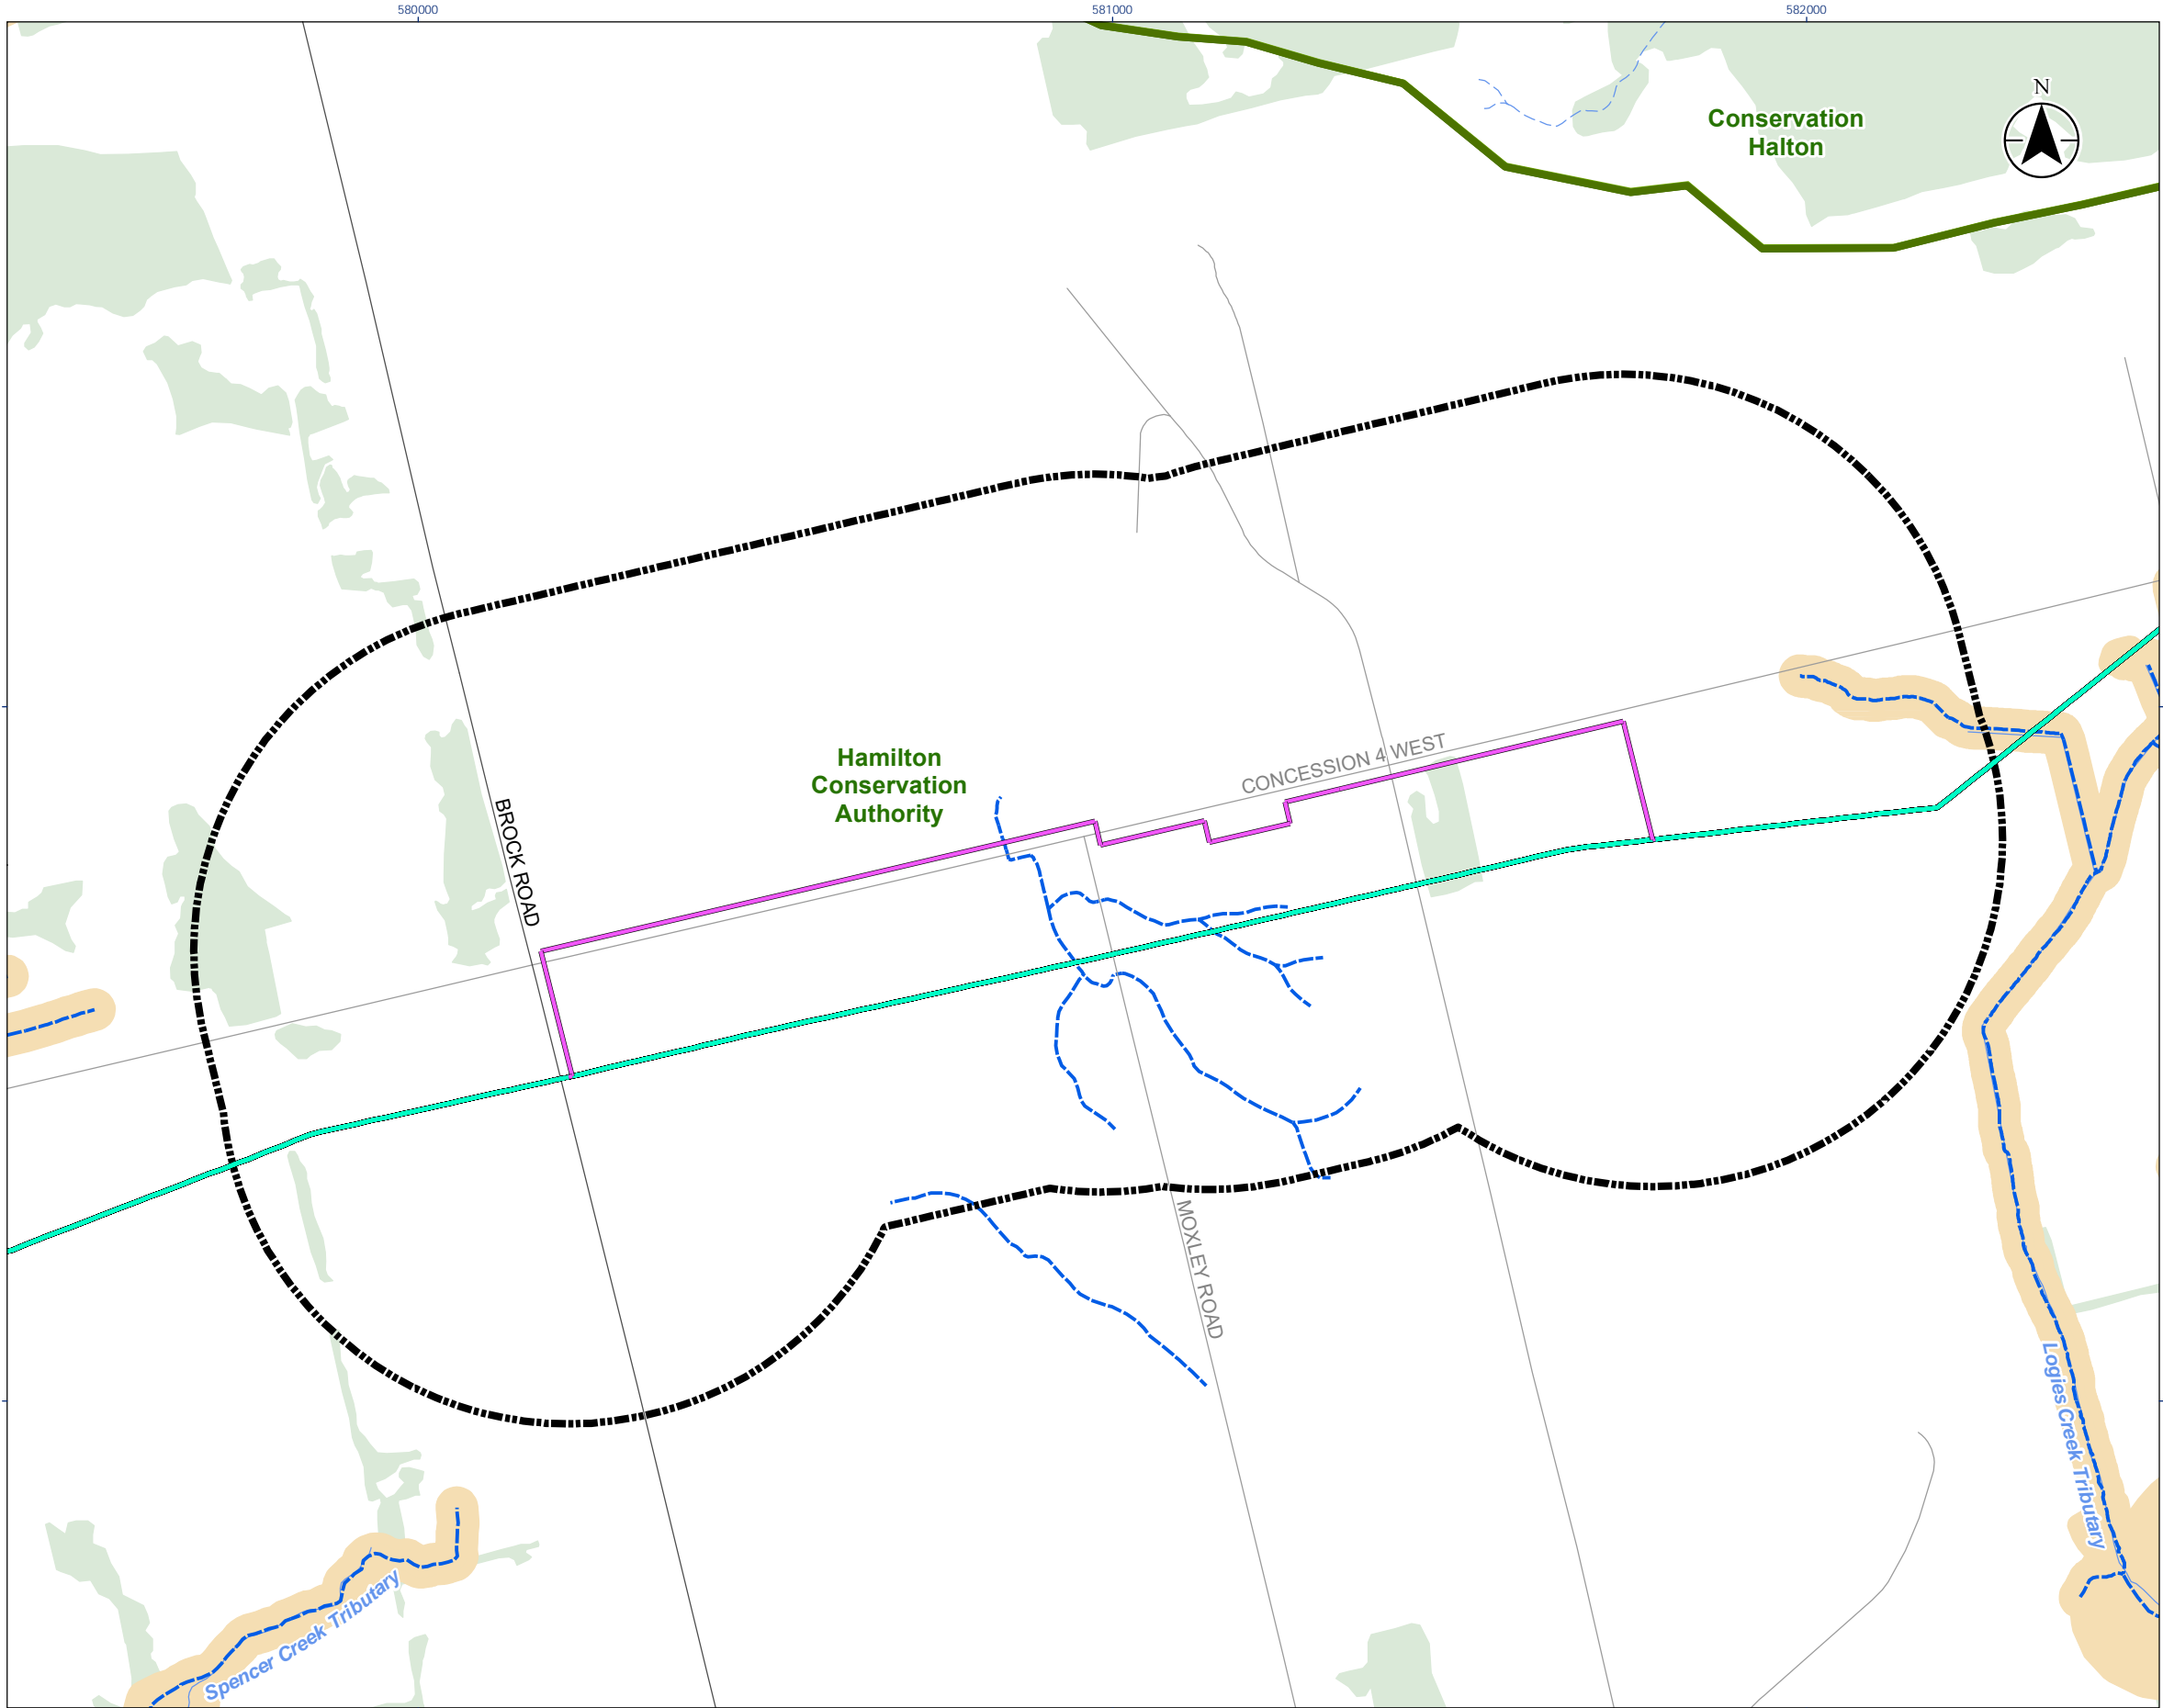 580000
581000
582000
N
Conservation
Halton
CONCESSION 4 WEST
Hamilton
Conservation
Authority
BROCK ROAD
MOXLEY ROAD
Logies Creek Tributary
Spencer Creek Tributary